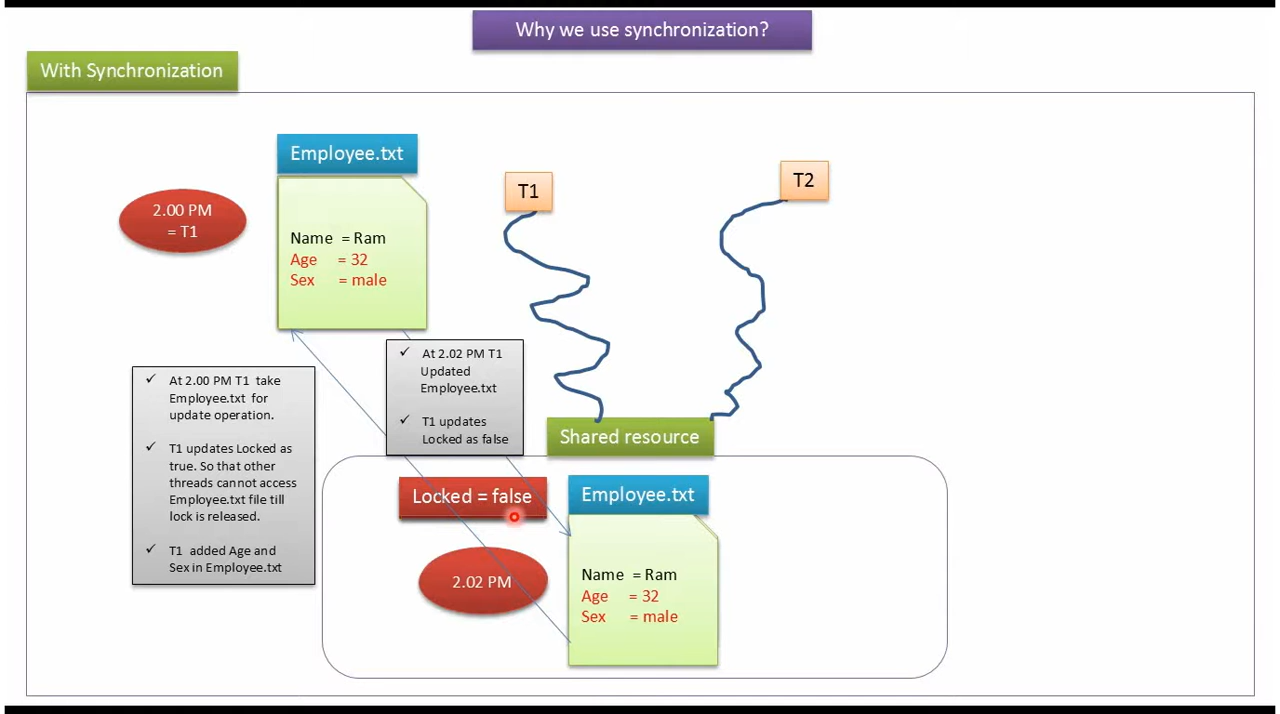 Why we use synchronization?
With Synchronization
Employee.txt
2.00 PM
= T1
Name = Ram
Age = 32
Sex = male
T1
T2
✓ At 2.00 PM T1 take
Employee.txt for
update operation.
✓ T1 updates Locked as
true. So that other
threads cannot access
Employee.txt file till
lock is released.
✓ T1 added Age and
Sex in Employee.txt
✓ At 2.02 PM T1
Updated
Employee.txt
✓ T1 updates
Locked as false
Shared resource
Locked = false
2.02 PM
Employee.txt
Name = Ram
Age = 32
Sex = male